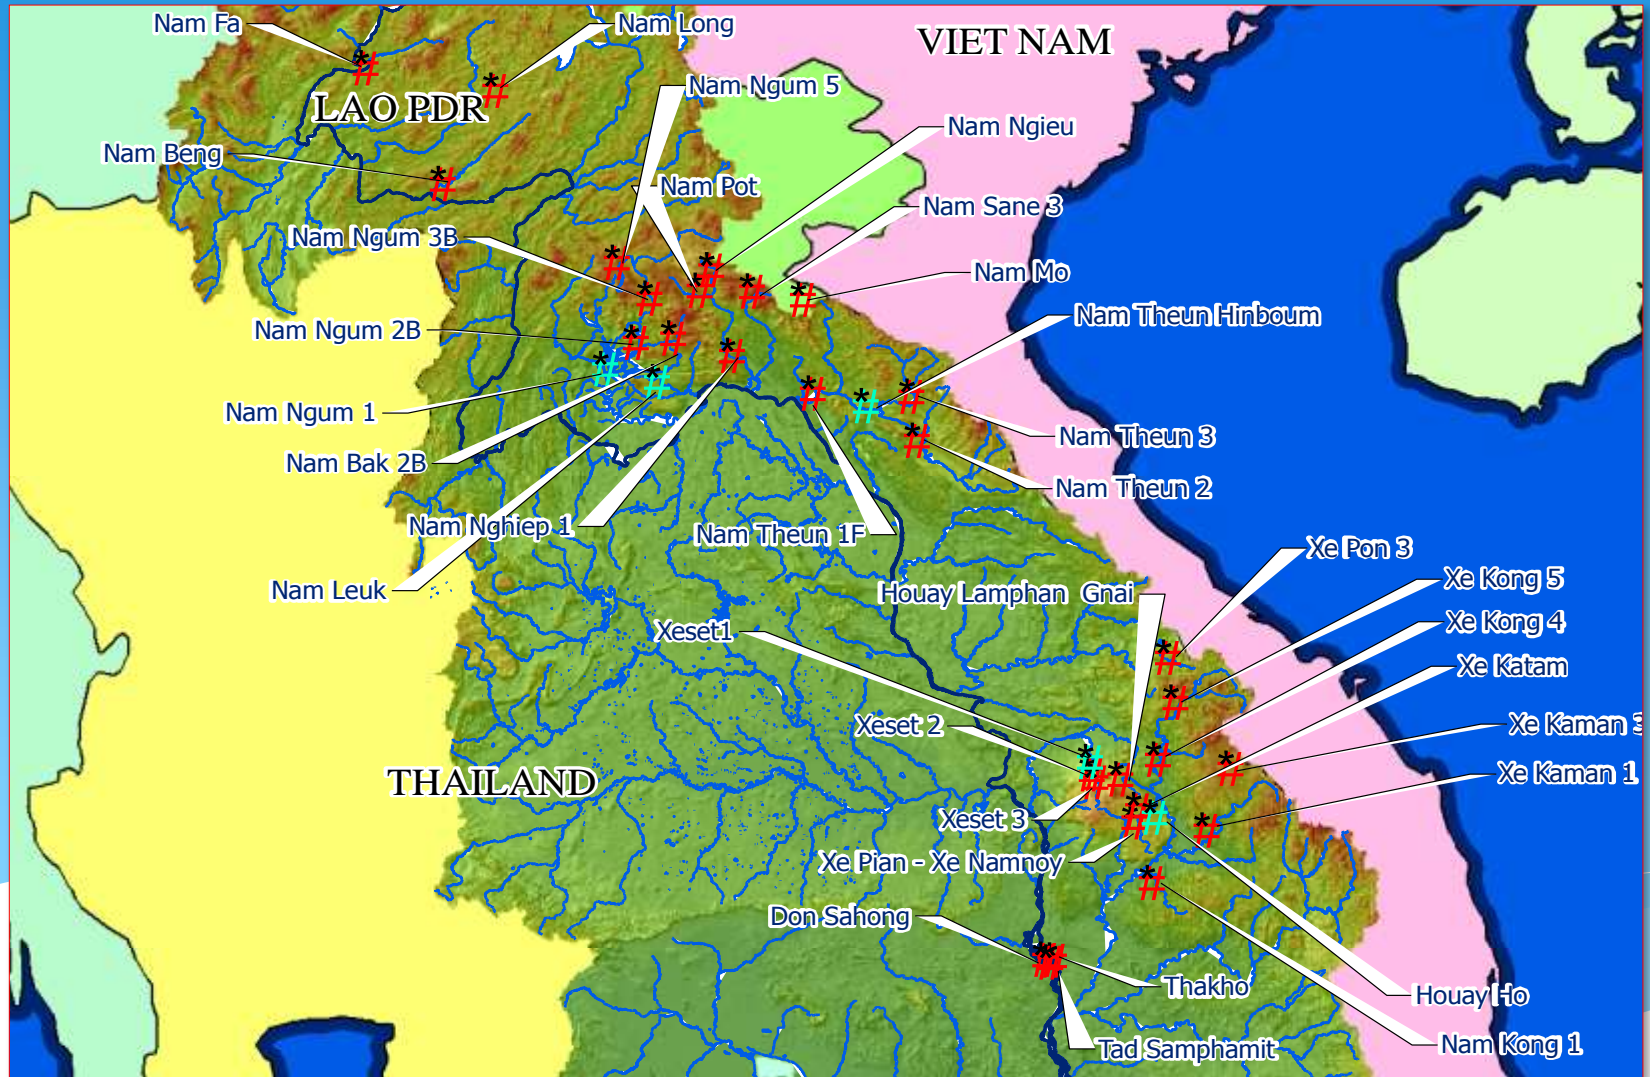 Nam Fa
Nam Long
VIET NAM
Nam Ngum 5
LAO PDR
Nam Ngieu
Nam Beng
Nam Pot
Nam Sane 3
Nam Ngum 3B
Nam Mo
Nam Theun Hinboum
Nam Ngum 2B
Nam Ngum 1
Nam Theun 3
Nam Bak 2B
Nam Theun 2
Nam Nghiep 1
Nam Theun 1F
Xe Pon 3
Nam Leuk
Houay Lamphan Gnai
Xe Kong 5
Xeset1
Xe Kong 4
Xe Katam
Xeset 2
Xe Kaman 3
THAILAND
Xe Kaman 1
Xeset 3
Xe Pian - Xe Namnoy
Don Sahong
Thakho
Houay Ho
Tad Samphamit
Nam Kong 1